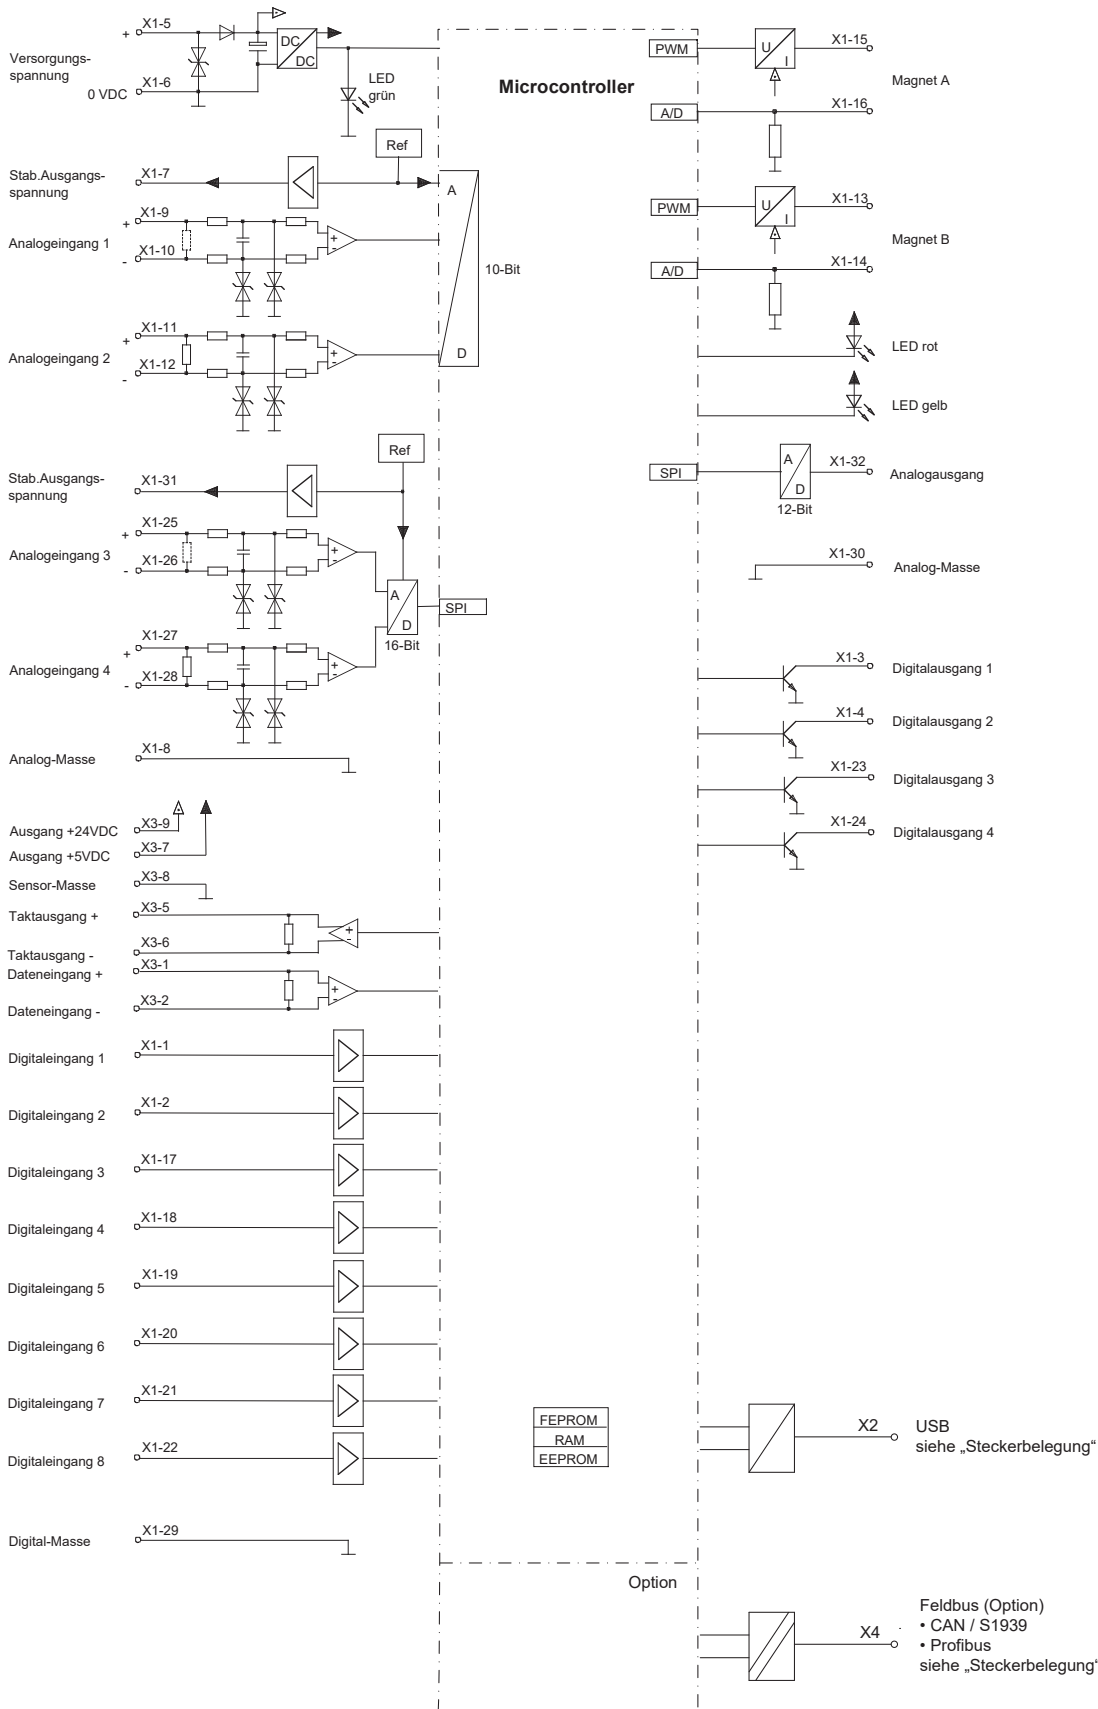 X1-5
+
Versorgungs-
spannung
X1-6
0 VDC
DC
DC
LED
grün
Ref
Stab.Ausgangs-
spannung
X1-7
X1-9
+
Analogeingang 1
X1-10
-
+
-
A
10-Bit
D
X1-11
+
Analogeingang 2
X1-12
-
+
-
Ref
Stab.Ausgangs-
spannung
X1-31
X1-25
+
Analogeingang 3
X1-26
-
+
-
A
D
16-Bit
SPI
X1-27
+
Analogeingang 4
X1-28
-
+
-
Analog-Masse
X1-8
Ausgang +24VDC
X3-9
Ausgang +5VDC
X3-7
Sensor-Masse
X3-8
Taktausgang +
X3-5
+
-
X3-6
Taktausgang -
X3-1
Dateneingang +
+
-
X3-2
Dateneingang -
Digitaleingang 1
X1-1
Digitaleingang 2
X1-2
Digitaleingang 3
X1-17
Digitaleingang 4
X1-18
Digitaleingang 5
X1-19
Digitaleingang 6
X1-20
Digitaleingang 7
X1-21
Digitaleingang 8
X1-22
Digital-Masse
X1-29
Microcontroller
FEPROM
RAM
EEPROM
Option
PWM
U
I
X1-15
Magnet A
A/D
X1-16
PWM
U
I
X1-13
Magnet B
A/D
X1-14
LED rot
LED gelb
SPI
A
D
12-Bit
X1-32
Analogausgang
X1-30
Analog-Masse
X1-3
Digitalausgang 1
X1-4
Digitalausgang 2
X1-23
Digitalausgang 3
X1-24
Digitalausgang 4
X2
USB
siehe „Steckerbelegung“
X4
Feldbus (Option)
• CAN / S1939
• Profibus
siehe „Steckerbelegung“